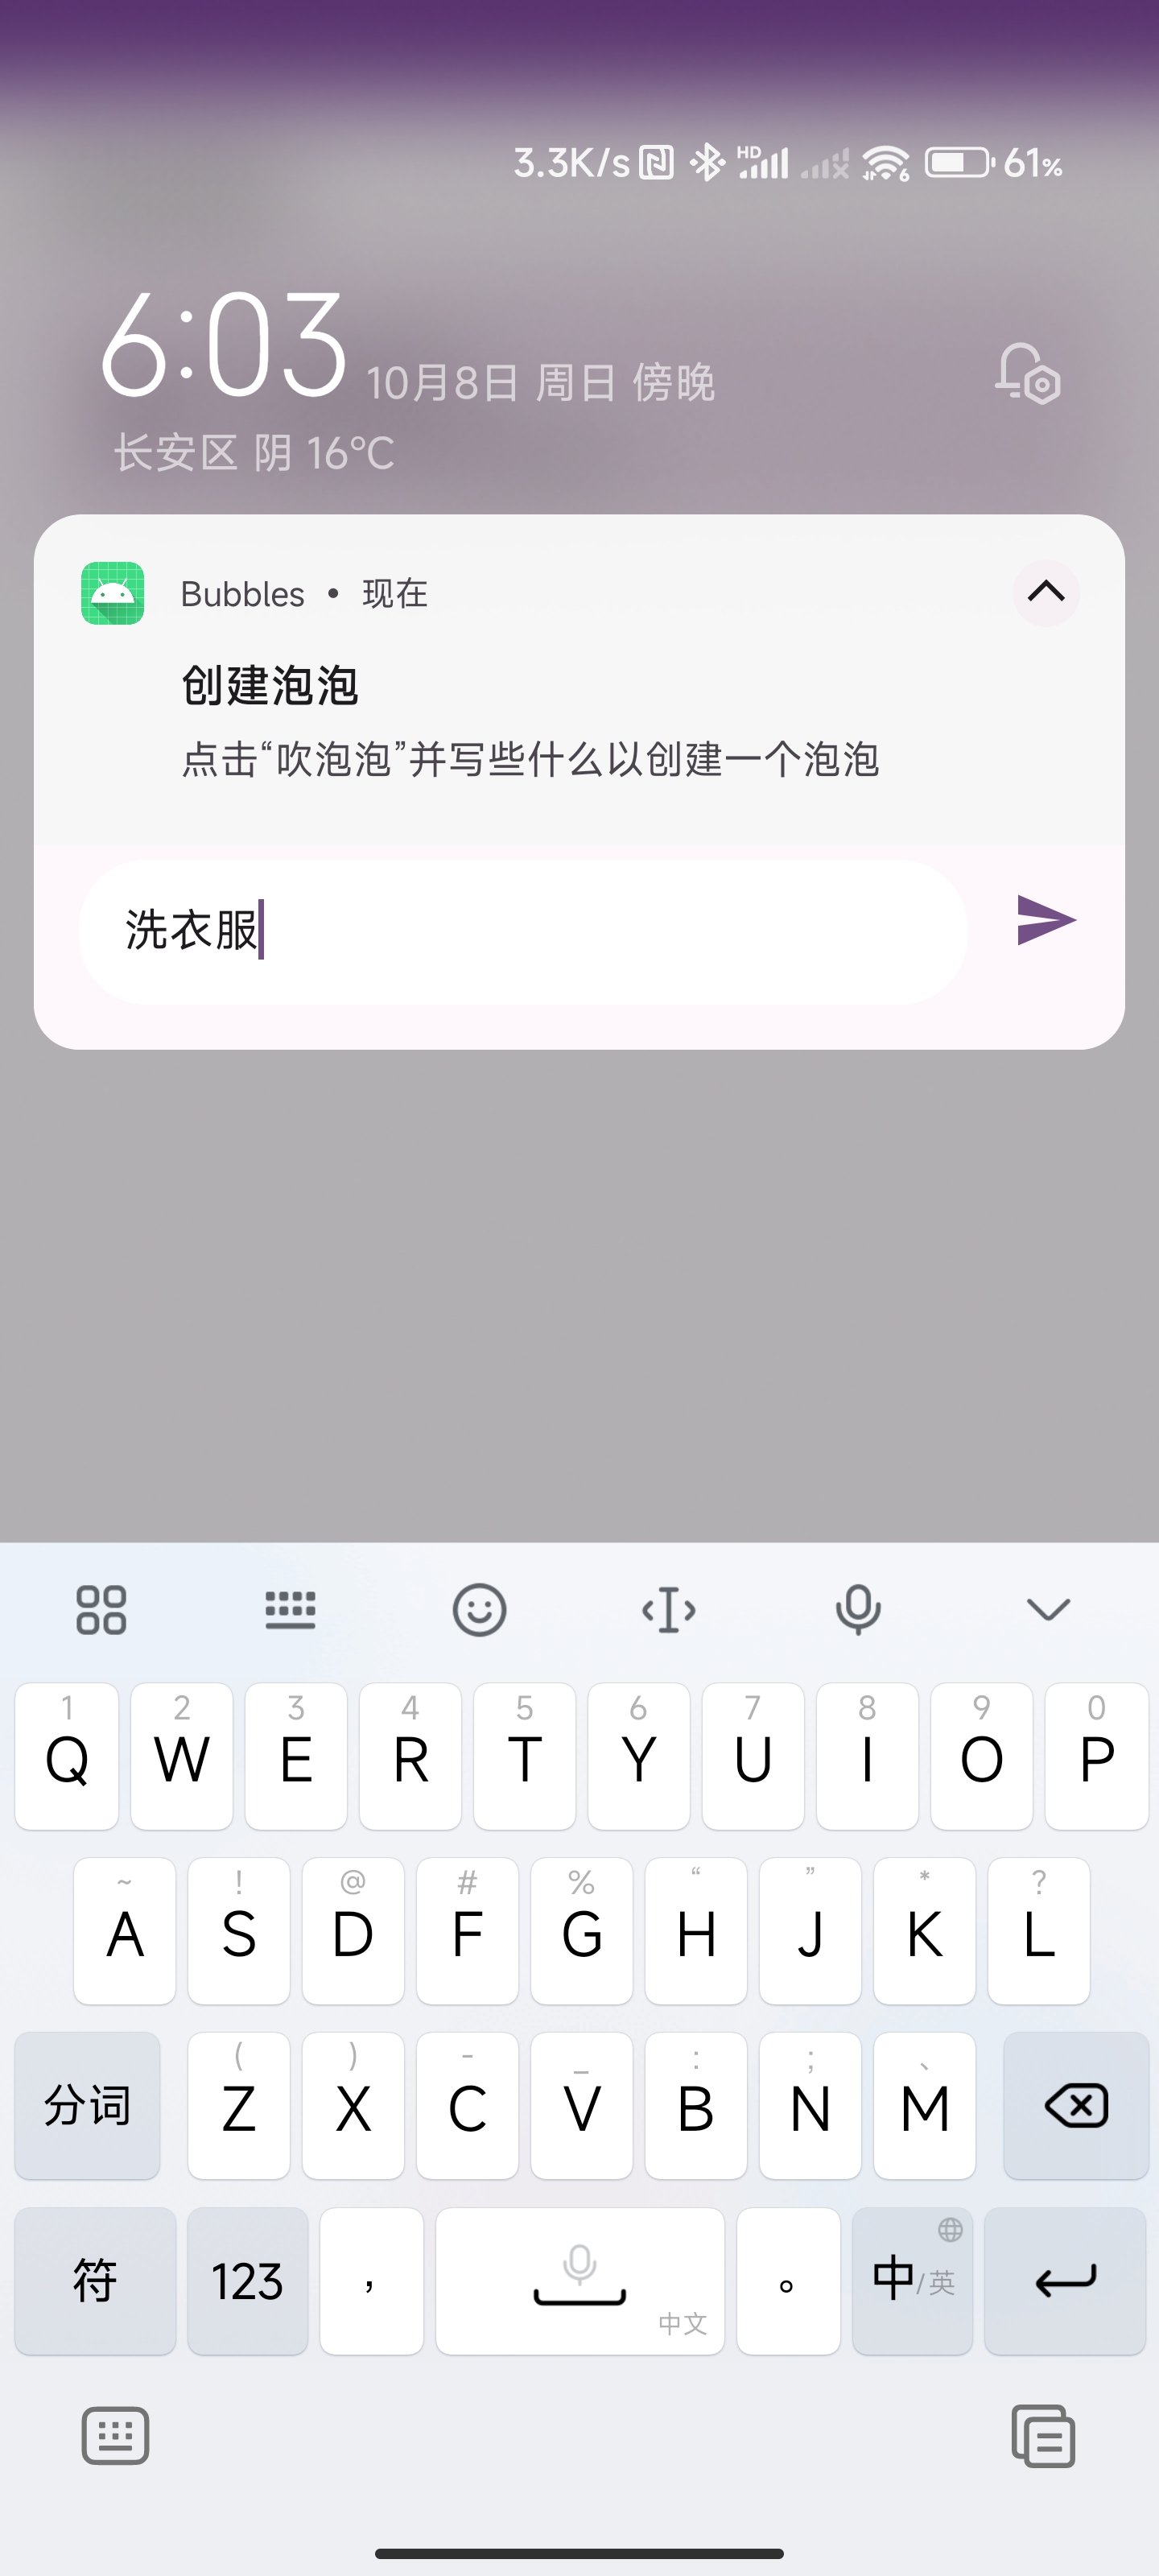 3.3K/s HD 6 61%
6:03 10月8日 周日 傍晚
长安区 阴 16°C
Bubbles • 现在
创建泡泡
点击“吹泡泡”并写些什么以创建一个泡泡
洗衣服
1 2 3 4 5 6 7 8 9 0
Q W E R T Y U I O P
~ ! @ # % “ ” * ?
A S D F G H J K L
( ) - _ : ; 、
分词 Z X C V B N M
符 123 , 中文 。 中/英